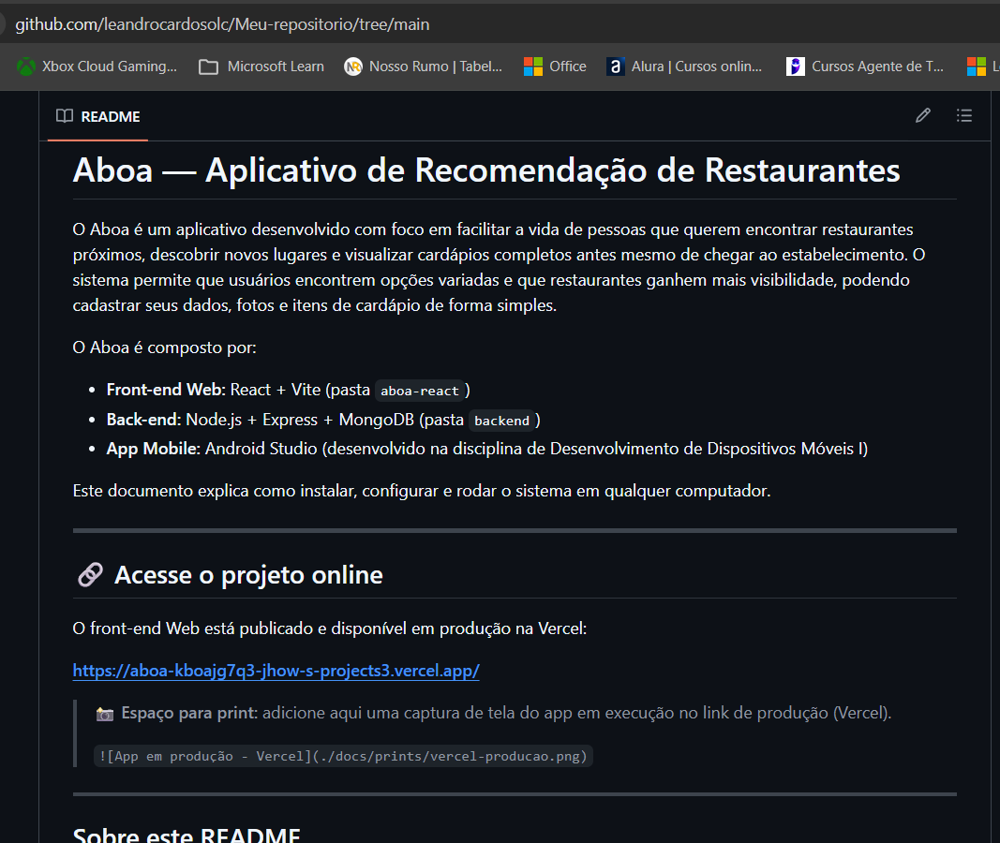 github.com/leandrocardosolc/Meu-repositorio/tree/main
Xbox Cloud Gaming... Microsoft Learn Nosso Rumo | Tabel... Office Alura | Cursos onlin... Cursos Agente de T...
README
Aboa — Aplicativo de Recomendação de Restaurantes
O Aboa é um aplicativo desenvolvido com foco em facilitar a vida de pessoas que querem encontrar restaurantes
próximos, descobrir novos lugares e visualizar cardápios completos antes mesmo de chegar ao estabelecimento. O
sistema permite que usuários encontrem opções variadas e que restaurantes ganhem mais visibilidade, podendo
cadastrar seus dados, fotos e itens de cardápio de forma simples.
O Aboa é composto por:
• Front-end Web: React + Vite (pasta aboa-react)
• Back-end: Node.js + Express + MongoDB (pasta backend)
• App Mobile: Android Studio (desenvolvido na disciplina de Desenvolvimento de Dispositivos Móveis I)
Este documento explica como instalar, configurar e rodar o sistema em qualquer computador.
🔗 Acesse o projeto online
O front-end Web está publicado e disponível em produção na Vercel:
https://aboa-kboajg7q3-jhow-s-projects3.vercel.app/
📸 Espaço para print: adicione aqui uma captura de tela do app em execução no link de produção (Vercel).
![App em produção - Vercel](./docs/prints/vercel-producao.png)
Sobre este README